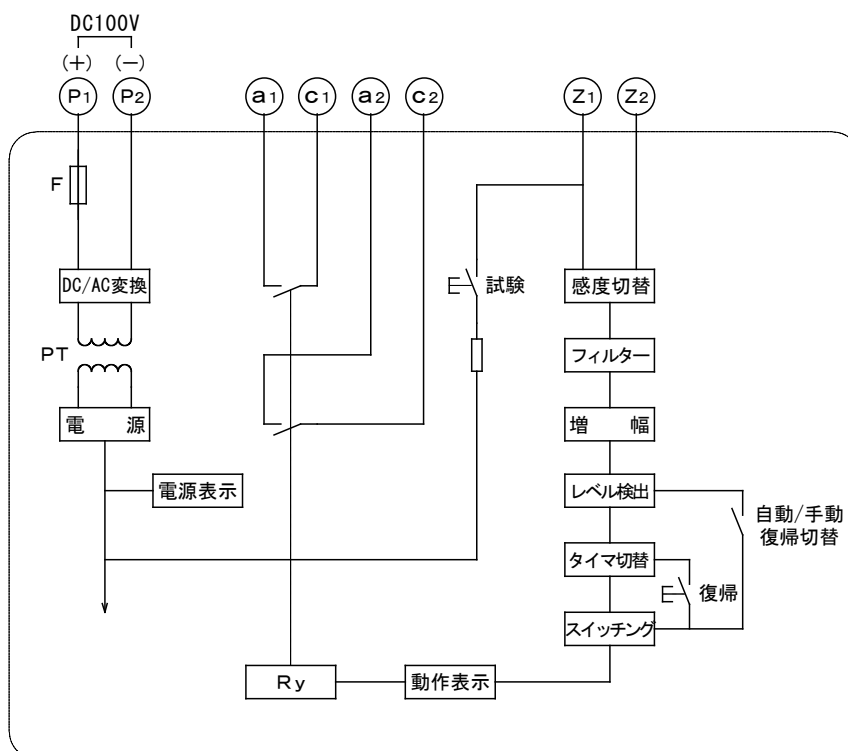 DC100V
(+) (−)
P1 P2 a1 c1 a2 c2 Z1 Z2
F
DC/AC変換
試験
感度切替
PT
フィルター
電 源
増 幅
電源表示
レベル検出
自動/手動
復帰切替
タイマ切替
復帰
スイッチング
Ry
動作表示